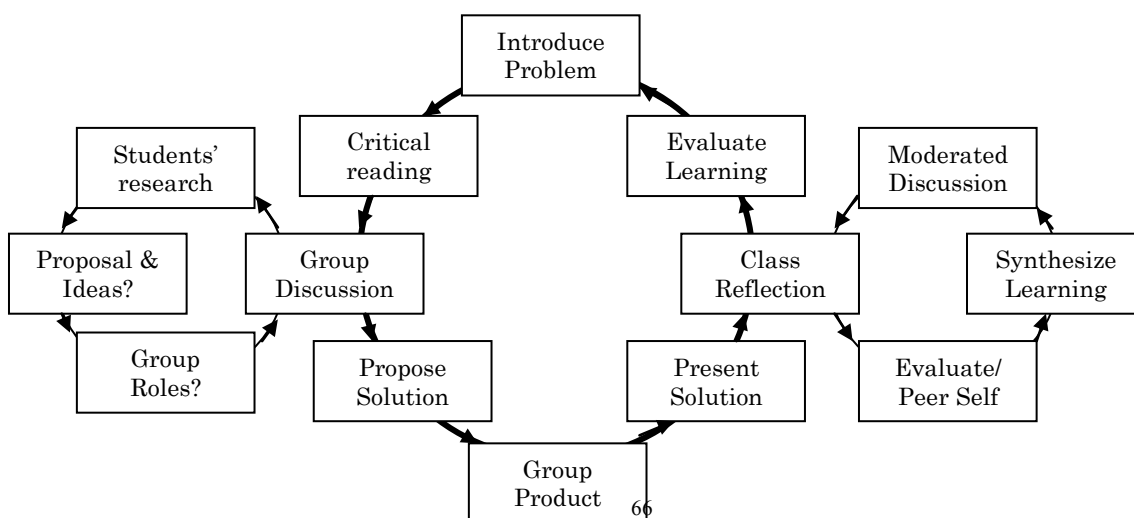 Introduce
Problem
Critical
reading
Evaluate
Learning
Students’
research
Moderated
Discussion
Proposal &
Ideas?
Group
Discussion
Class
Reflection
Synthesize
Learning
Group
Roles?
Propose
Solution
Present
Solution
Evaluate/
Peer Self
Group
Product
66